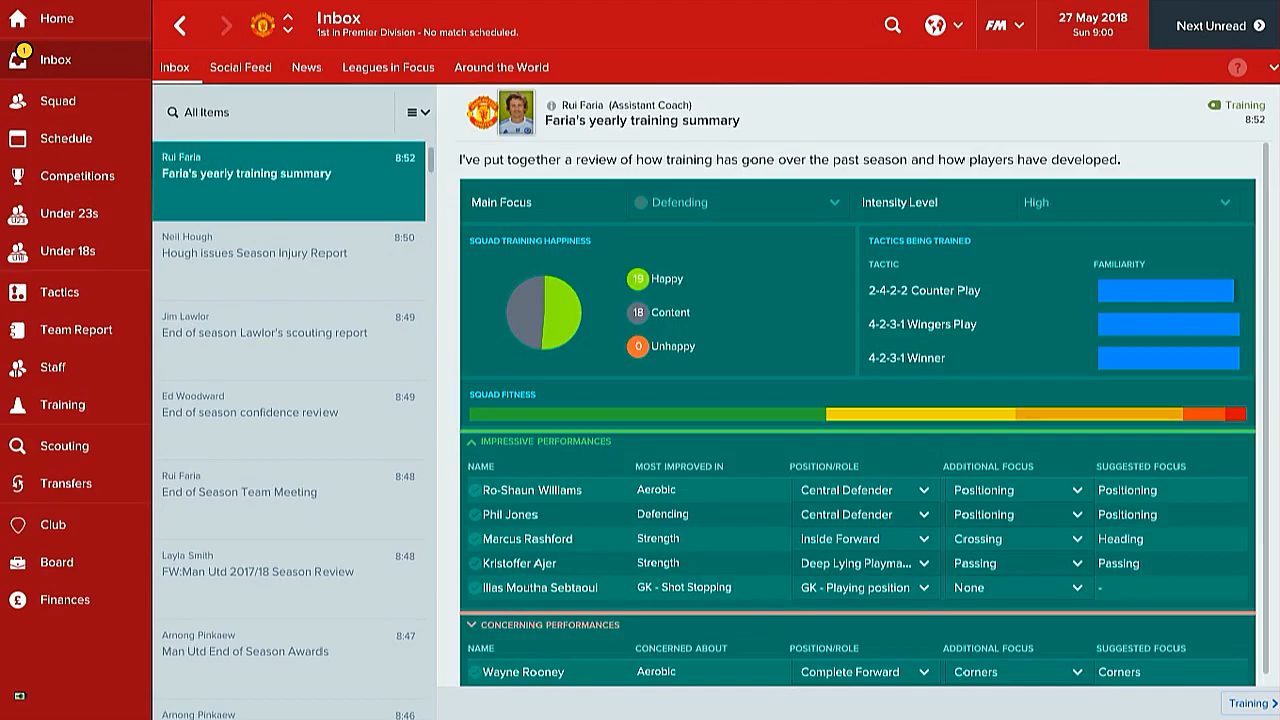 Home
Inbox
1
Squad
Schedule
Competitions
Under 23s
Under 18s
Tactics
Team Report
Staff
Training
Scouting
Transfers
Club
Board
Finances
Inbox
1st in Premier Division - No match scheduled.
FM
27 May 2018
Sun 9:00
Next Unread
Inbox Social Feed News Leagues in Focus Around the World
?
All Items
Rui Faria 8:52
Faria's yearly training summary
Neil Hough 8:50
Hough issues Season Injury Report
Jim Lawlor 8:49
End of season Lawlor's scouting report
Ed Woodward 8:49
End of season confidence review
Rui Faria 8:48
End of Season Team Meeting
Layla Smith 8:48
FW:Man Utd 2017/18 Season Review
Arnong Pinkaew 8:47
Man Utd End of Season Awards
Arnong Pinkaew 8:46
Rui Faria (Assistant Coach)
Faria's yearly training summary
Training
8:52
I've put together a review of how training has gone over the past season and how players have developed.
Main Focus Defending Intensity Level High
SQUAD TRAINING HAPPINESS
19 Happy
18 Content
0 Unhappy
TACTICS BEING TRAINED
TACTIC FAMILIARITY
2-4-2-2 Counter Play
4-2-3-1 Wingers Play
4-2-3-1 Winner
SQUAD FITNESS
IMPRESSIVE PERFORMANCES
NAME MOST IMPROVED IN POSITION/ROLE ADDITIONAL FOCUS SUGGESTED FOCUS
Ro-Shaun Williams Aerobic Central Defender Positioning Positioning
Phil Jones Defending Central Defender Positioning Positioning
Marcus Rashford Strength Inside Forward Crossing Heading
Kristoffer Ajer Strength Deep Lying Playma... Passing Passing
Ilias Moutha Sebtaoui GK - Shot Stopping GK - Playing position None -
CONCERNING PERFORMANCES
NAME CONCERNED ABOUT POSITION/ROLE ADDITIONAL FOCUS SUGGESTED FOCUS
Wayne Rooney Aerobic Complete Forward Corners Corners
Training